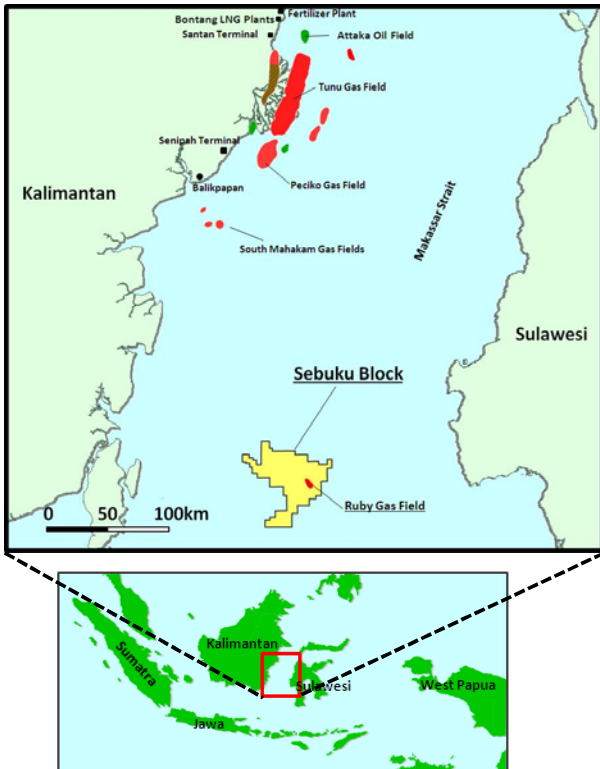 Fertilizer Plant
Bontang LNG Plants
Santan Terminal
Attaka Oil Field
Tunu Gas Field
Senipah Terminal
Peciko Gas Field
Balikpapan
Kalimantan
South Mahakam Gas Fields
Makassar Strait
Sulawesi
Sebuku Block
Ruby Gas Field
0 50 100km
Kalimantan
Sumatra
Sulawesi
West Papua
Jawa